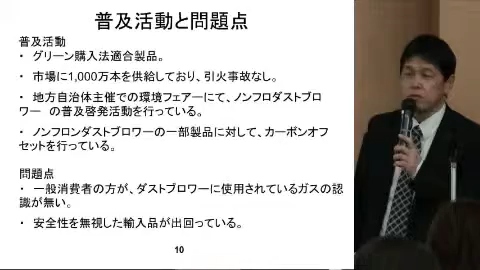 普及活動と問題点
普及活動
・ グリーン購入法適合製品。
・ 市場に1,000万本を供給しており、引火事故なし。
・ 地方自治体主催での環境フェアーにて、ノンフロダストブロ
ワー の普及啓発活動を行っている。
・ ノンフロンダストブロワーの一部製品に対して、カーボンオフ
セットを行っている。
問題点
・ 一般消費者の方が、ダストブロワーに使用されているガスの認
識が無い。
・ 安全性を無視した輸入品が出回っている。
10